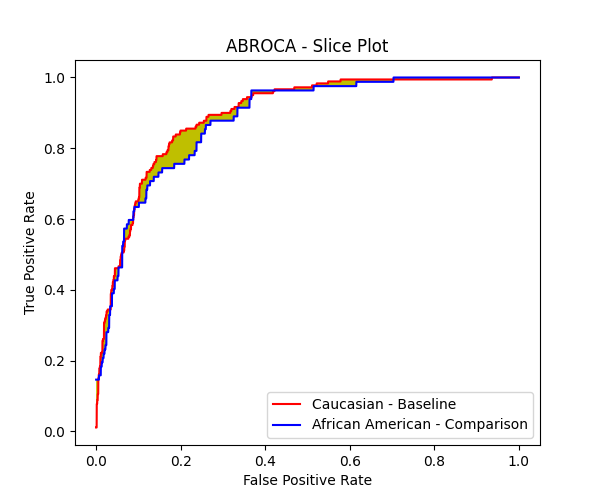 ABROCA - Slice Plot
True Positive Rate
1.0
0.8
0.6
0.4
0.2
0.0
Caucasian - Baseline
African American - Comparison
0.0 0.2 0.4 0.6 0.8 1.0
False Positive Rate